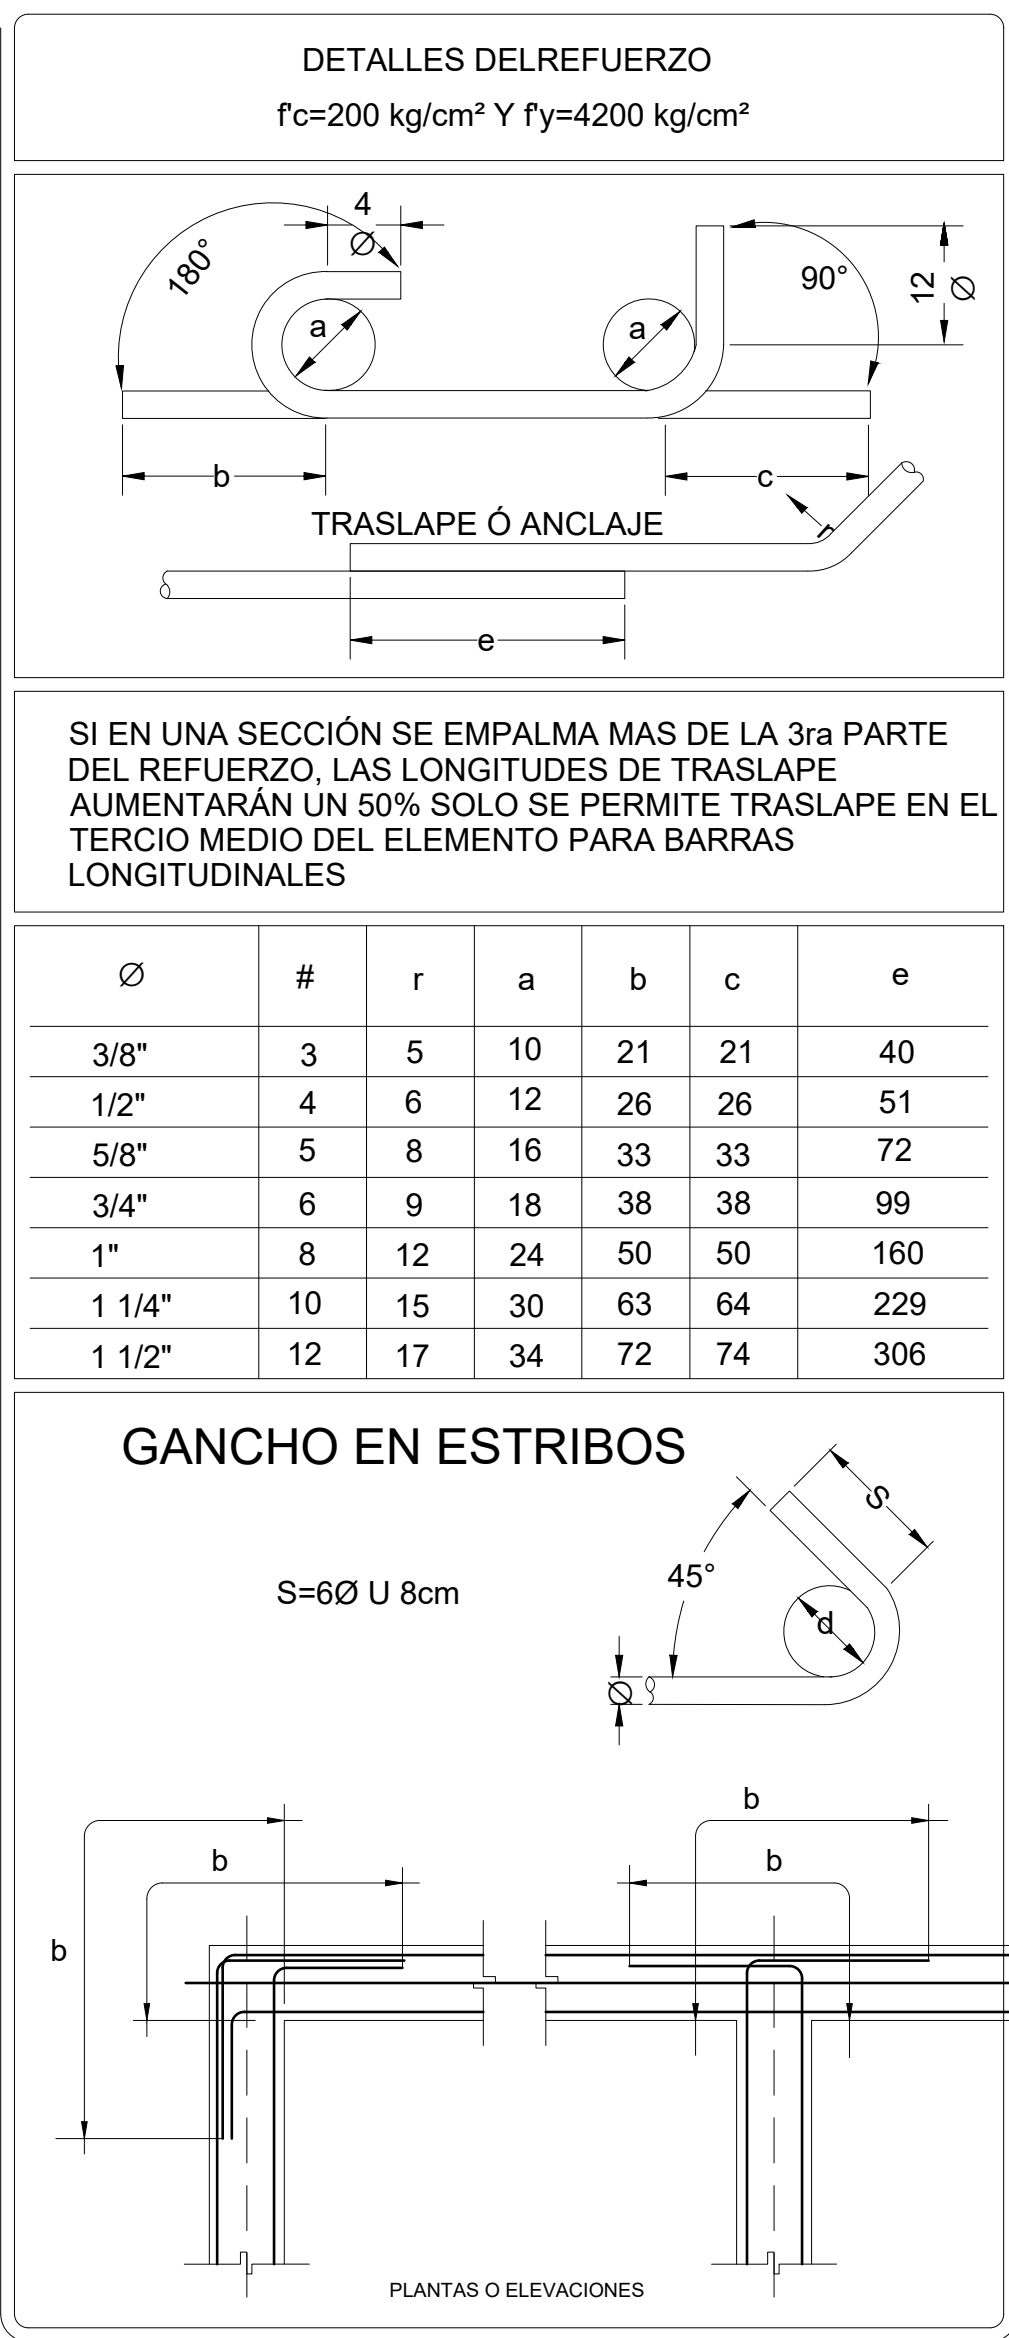 DETALLES DELREFUERZO
f'c=200 kg/cm² Y f'y=4200 kg/cm²
4
Ø
180°
a
a
90°
12
Ø
b
c
TRASLAPE Ó ANCLAJE
r
e
SI EN UNA SECCIÓN SE EMPALMA MAS DE LA 3ra PARTE
DEL REFUERZO, LAS LONGITUDES DE TRASLAPE
AUMENTARÁN UN 50% SOLO SE PERMITE TRASLAPE EN EL
TERCIO MEDIO DEL ELEMENTO PARA BARRAS
LONGITUDINALES
Ø # r a b c e
3/8" 3 5 10 21 21 40
1/2" 4 6 12 26 26 51
5/8" 5 8 16 33 33 72
3/4" 6 9 18 38 38 99
1" 8 12 24 50 50 160
1 1/4" 10 15 30 63 64 229
1 1/2" 12 17 34 72 74 306
GANCHO EN ESTRIBOS
S
45°
S=6Ø U 8cm
d
Ø
b
b
b
b
PLANTAS O ELEVACIONES